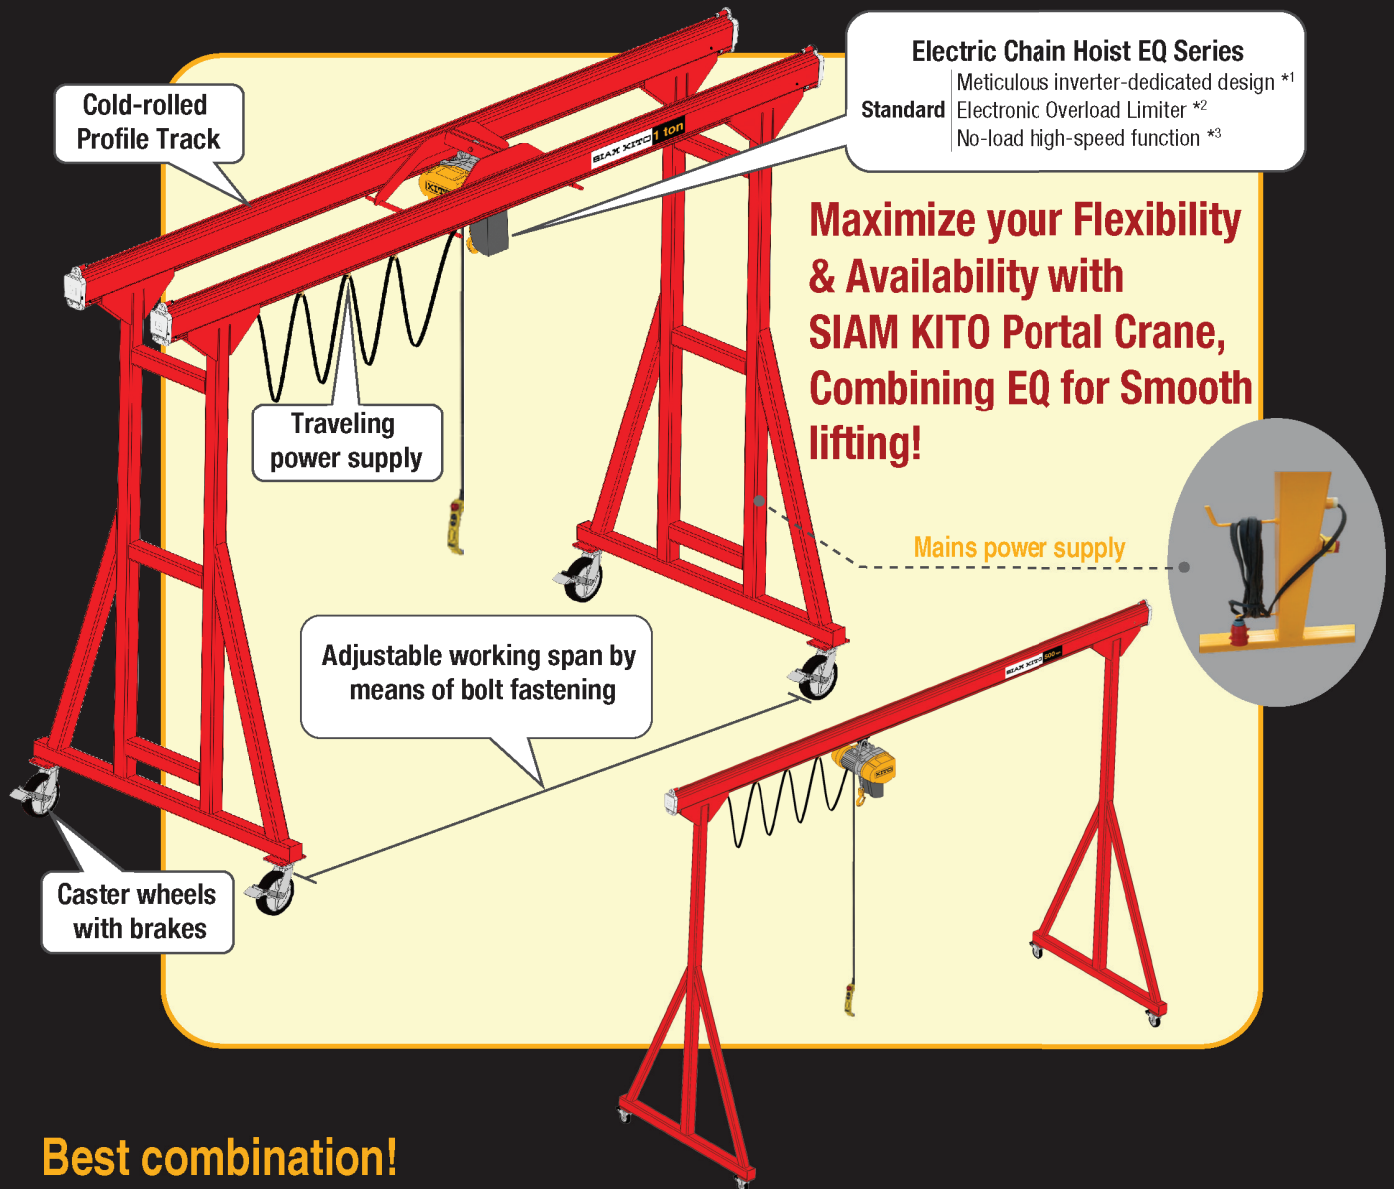 Electric Chain Hoist EQ Series
Meticulous inverter-dedicated design *1
Standard
Electronic Overload Limiter *2
No-load high-speed function *3
Cold-rolled
Profile Track
SIAM KITO 1 ton
KITO
Maximize your Flexibility
& Availability with
SIAM KITO Portal Crane,
Combining EQ for Smooth
lifting!
Traveling
power supply
Mains power supply
Adjustable working span by
means of bolt fastening
SIAM KITO 500
KITO
Caster wheels
with brakes
Best combination!